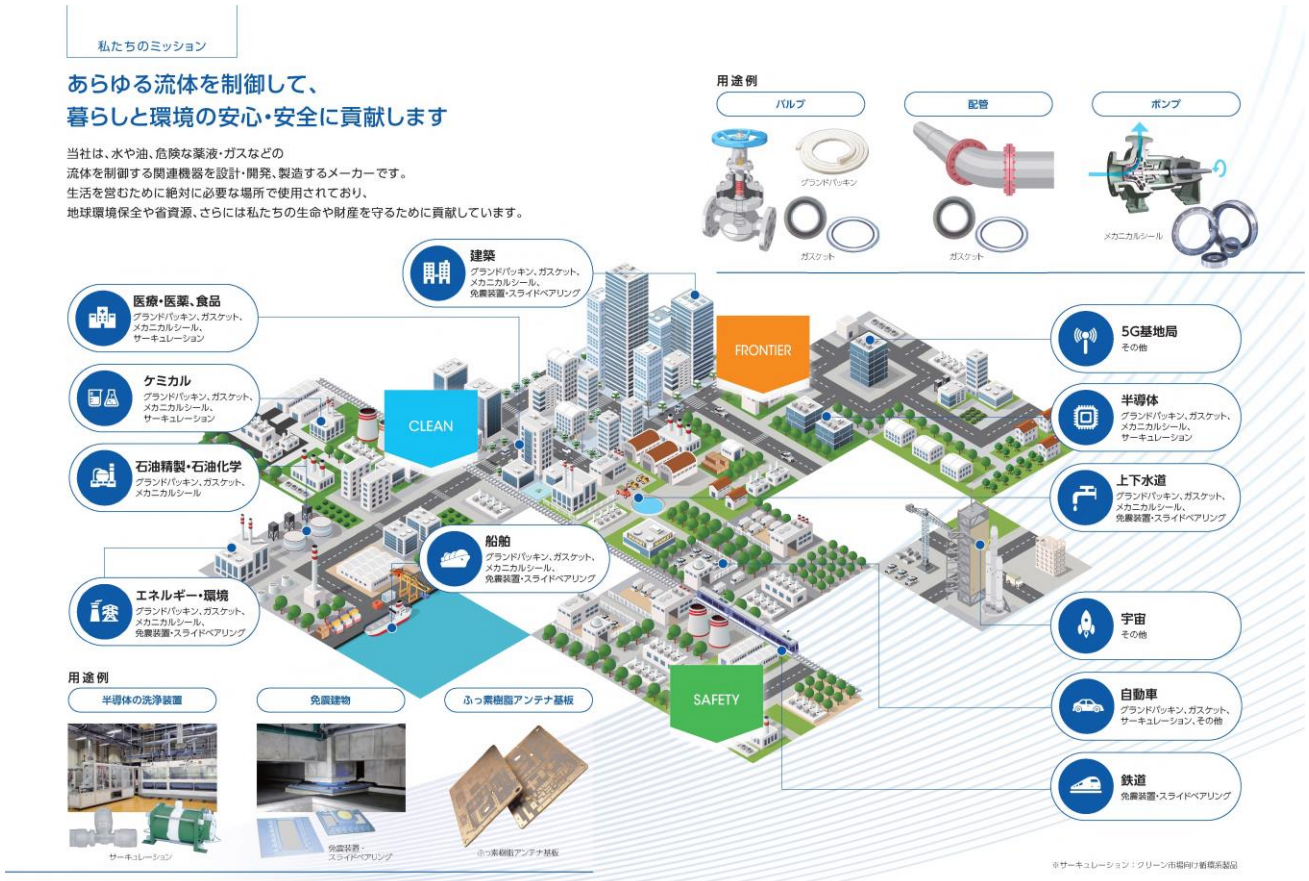 私たちのミッション
あらゆる流体を制御して、
暮らしと環境の安心・安全に貢献します
当社は、水や油、危険な薬液・ガスなどの
流体を制御する関連機器を設計・開発、製造するメーカーです。
生活を営むために絶対に必要な場所で使用されており、
地球環境保全や省資源、さらには私たちの生命や財産を守るために貢献しています。
用途例
バルブ
配管
ポンプ
グランドパッキン
ガスケット
ガスケット
メカニカルシール
建築
グランドパッキン、ガスケット、
メカニカルシール、
免震装置・スライドベアリング
医療・医薬、食品
グランドパッキン、ガスケット、
メカニカルシール、
サーキュレーション
ケミカル
グランドパッキン、ガスケット、
メカニカルシール、
サーキュレーション
石油精製・石油化学
グランドパッキン、ガスケット、
メカニカルシール
エネルギー・環境
グランドパッキン、ガスケット、
メカニカルシール、
免震装置・スライドベアリング
船舶
グランドパッキン、ガスケット、
メカニカルシール、
免震装置・スライドベアリング
CLEAN
FRONTIER
SAFETY
5G基地局
その他
半導体
グランドパッキン、ガスケット、
メカニカルシール、
サーキュレーション
上下水道
グランドパッキン、ガスケット、
メカニカルシール、
免震装置・スライドベアリング
宇宙
その他
自動車
グランドパッキン、ガスケット、
サーキュレーション、その他
鉄道
免震装置・スライドベアリング
用途例
半導体の洗浄装置
免震建物
ふっ素樹脂アンテナ基板
サーキュレーション
免震装置・
スライドベアリング
ふっ素樹脂アンテナ基板
※サーキュレーション：クリーン市場向け循環系製品